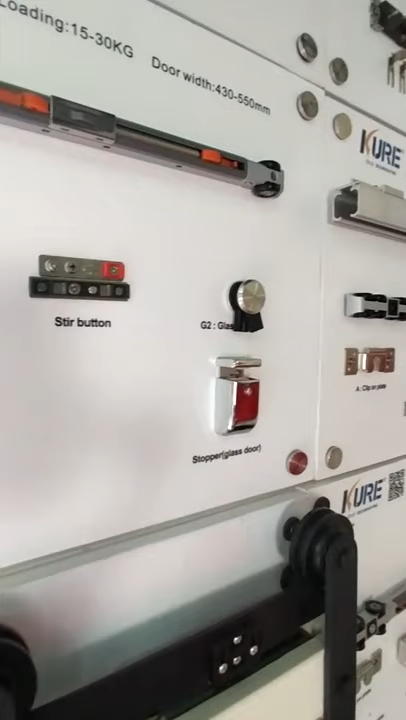 Loading:15-30KG
Door width:430-550mm
KURE
Stir button
G2 : Glas
A: Clip on plate
Stopper(glass door)
KURE